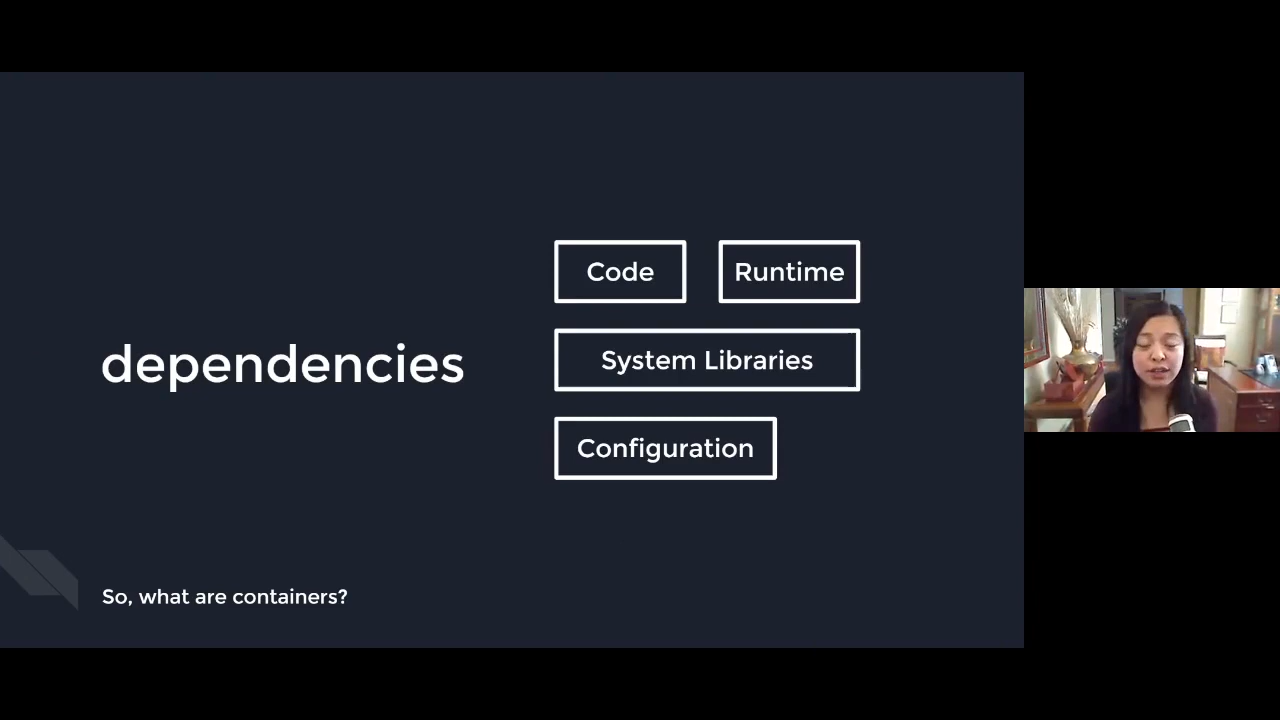 dependencies
Code
Runtime
System Libraries
Configuration
So, what are containers?